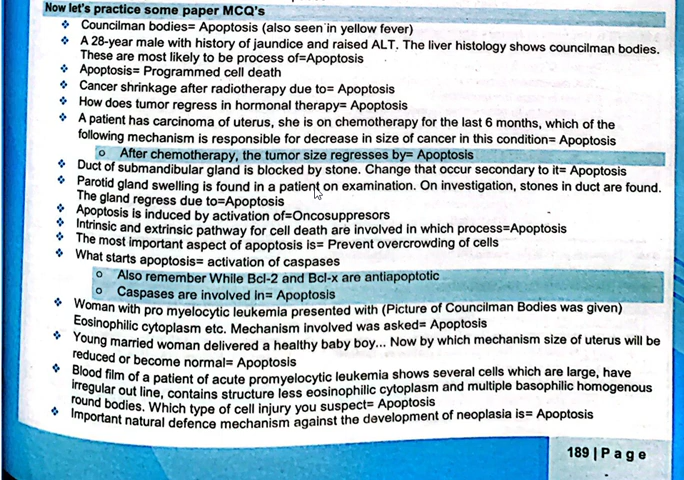 Now let's practice some paper MCQ's
❖ Councilman bodies= Apoptosis (also seen in yellow fever)
❖ A 28-year male with history of jaundice and raised ALT. The liver histology shows councilman bodies.
These are most likely to be process of=Apoptosis
❖ Apoptosis= Programmed cell death
❖ Cancer shrinkage after radiotherapy due to= Apoptosis
❖ How does tumor regress in hormonal therapy= Apoptosis
❖ A patient has carcinoma of uterus, she is on chemotherapy for the last 6 months, which of the
following mechanism is responsible for decrease in size of cancer in this condition= Apoptosis
o After chemotherapy, the tumor size regresses by= Apoptosis
❖ Duct of submandibular gland is blocked by stone. Change that occur secondary to it= Apoptosis
❖ Parotid gland swelling is found in a patient on examination. On investigation, stones in duct are found.
The gland regress due to=Apoptosis
❖ Apoptosis is induced by activation of=Oncosuppresors
❖ Intrinsic and extrinsic pathway for cell death are involved in which process=Apoptosis
❖ The most important aspect of apoptosis is= Prevent overcrowding of cells
❖ What starts apoptosis= activation of caspases
o Also remember While Bcl-2 and Bcl-x are antiapoptotic
o Caspases are involved in= Apoptosis
❖ Woman with pro myelocytic leukemia presented with (Picture of Councilman Bodies was given)
Eosinophilic cytoplasm etc. Mechanism involved was asked= Apoptosis
❖ Young married woman delivered a healthy baby boy... Now by which mechanism size of uterus will be
reduced or become normal= Apoptosis
❖ Blood film of a patient of acute promyelocytic leukemia shows several cells which are large, have
irregular out line, contains structure less eosinophilic cytoplasm and multiple basophilic homogenous
round bodies. Which type of cell injury you suspect= Apoptosis
❖ Important natural defence mechanism against the development of neoplasia is= Apoptosis
189 | P a g e